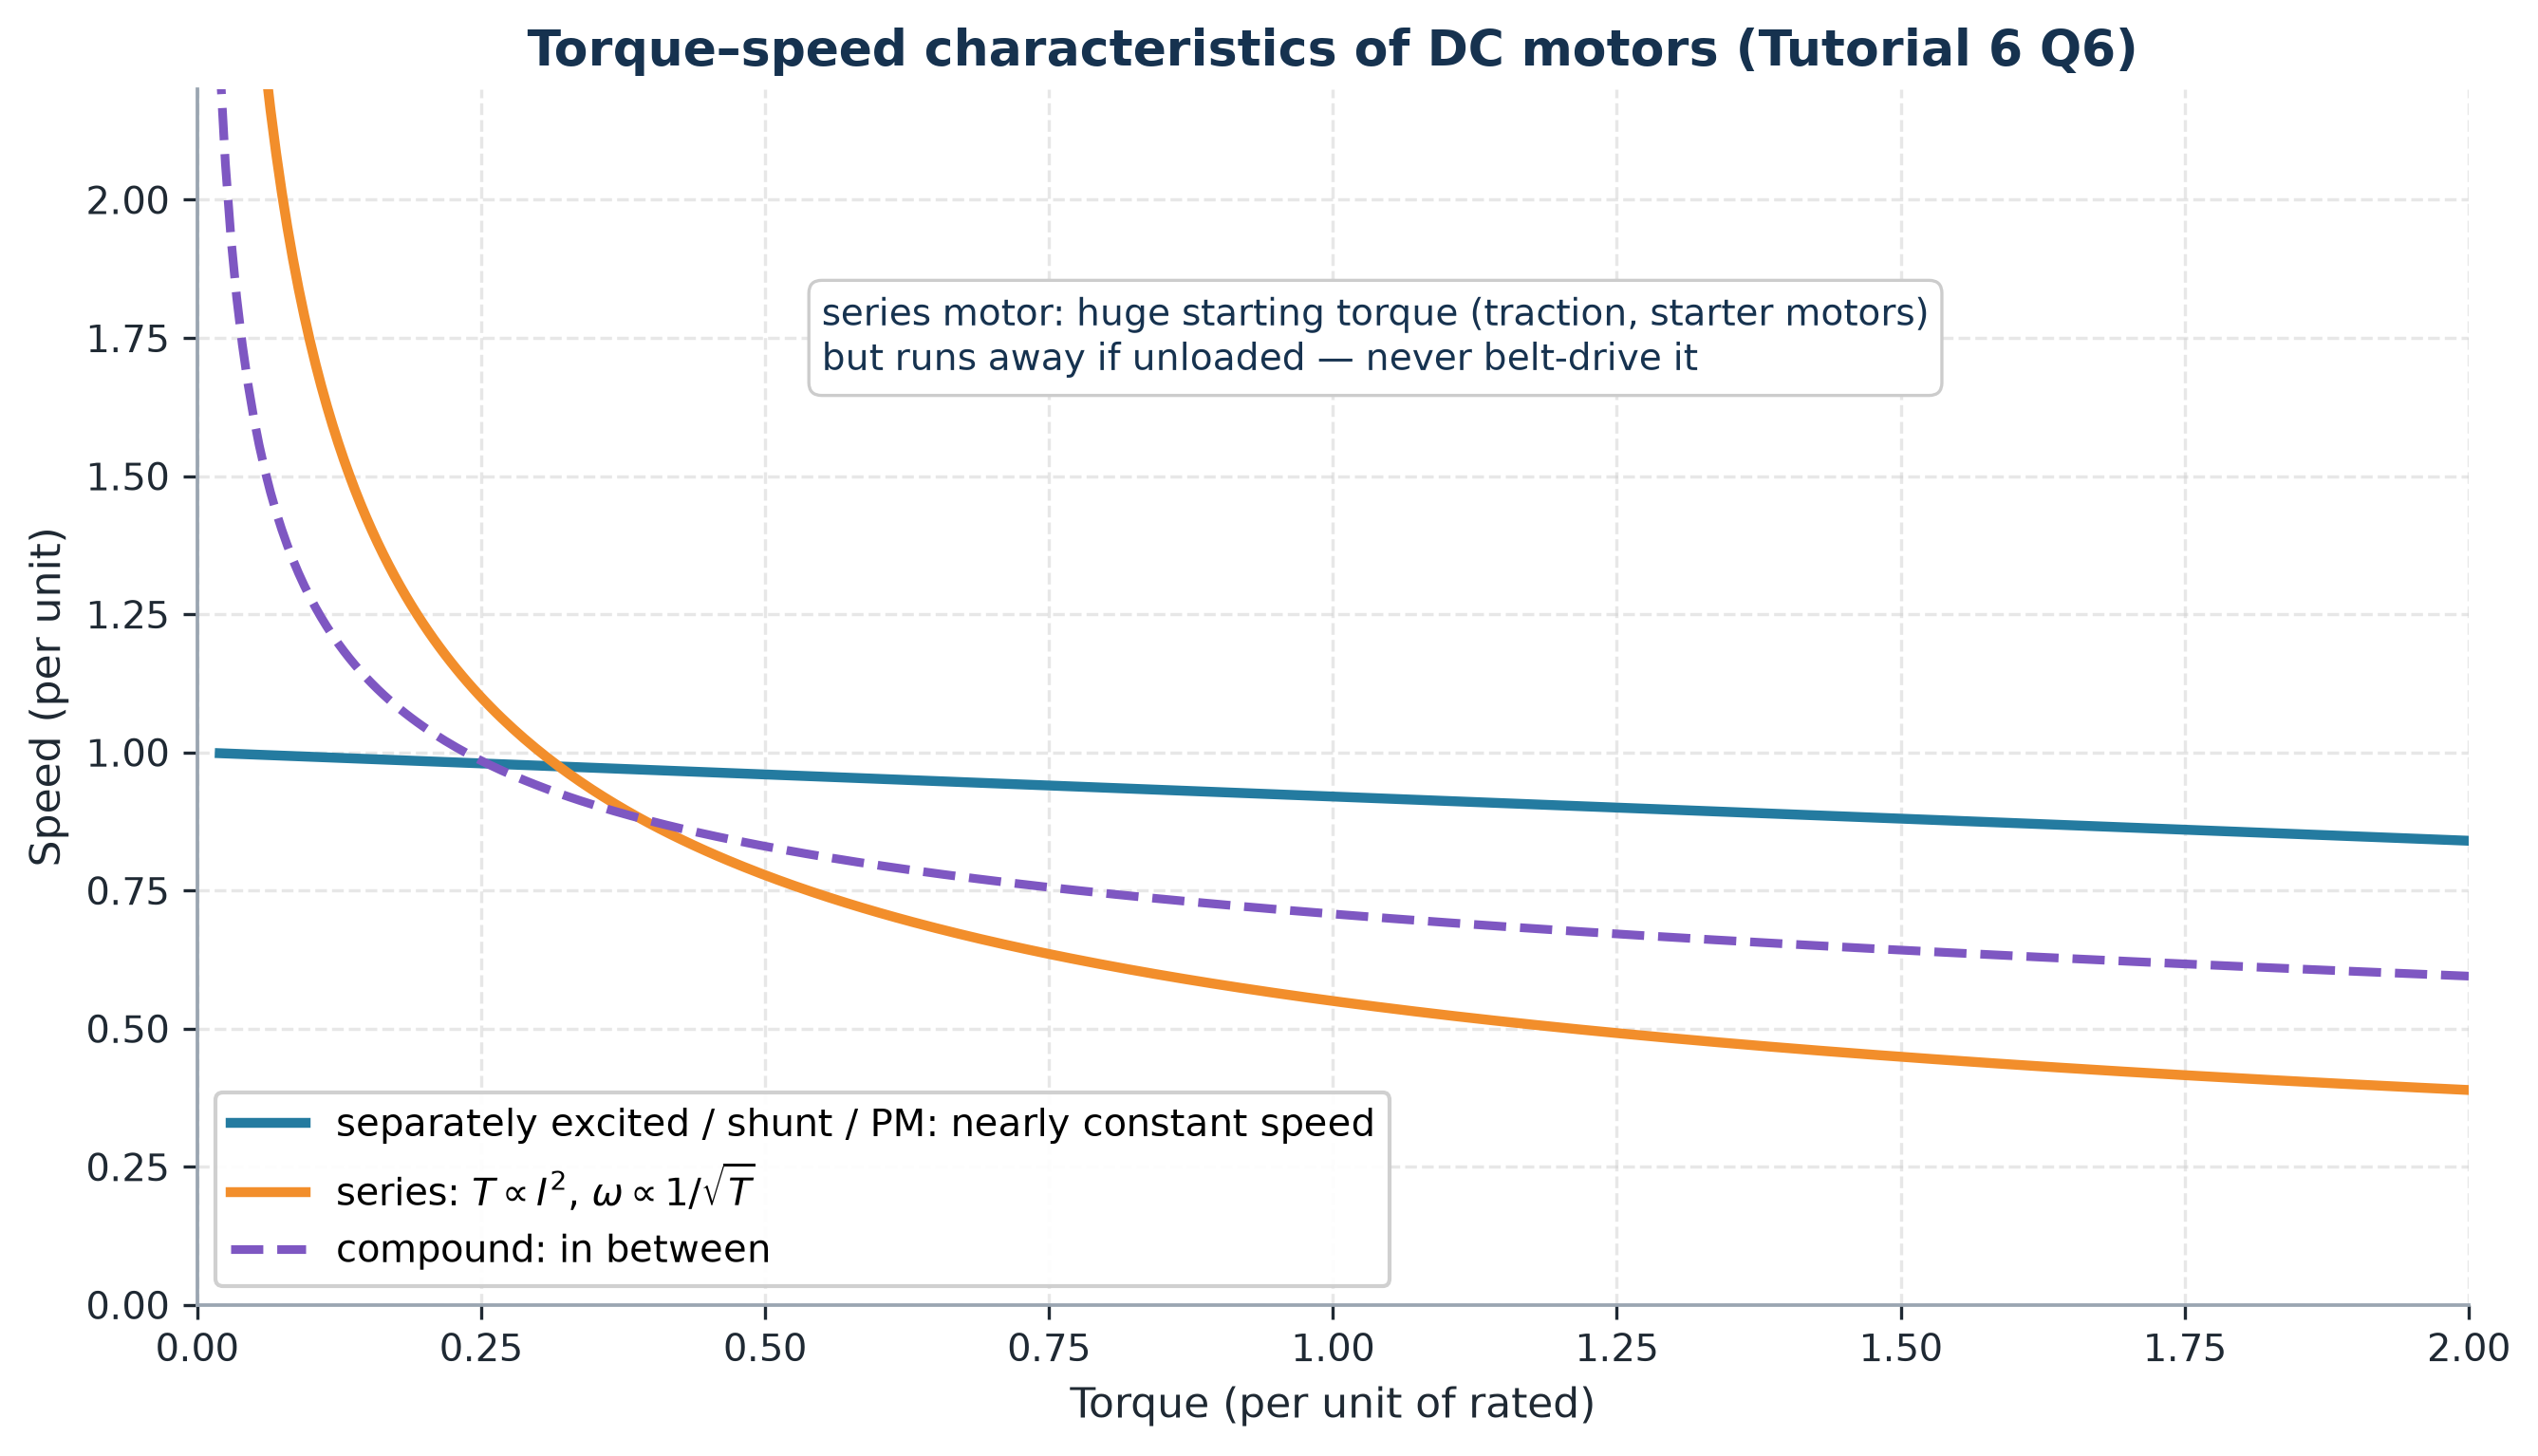 Torque–speed characteristics of DC motors (Tutorial 6 Q6)
Speed (per unit)
2.00
1.75
1.50
1.25
1.00
0.75
0.50
0.25
0.00
series motor: huge starting torque (traction, starter motors)
but runs away if unloaded — never belt-drive it
separately excited / shunt / PM: nearly constant speed
series: T ∝ I², ω ∝ 1/√T
compound: in between
0.00 0.25 0.50 0.75 1.00 1.25 1.50 1.75 2.00
Torque (per unit of rated)